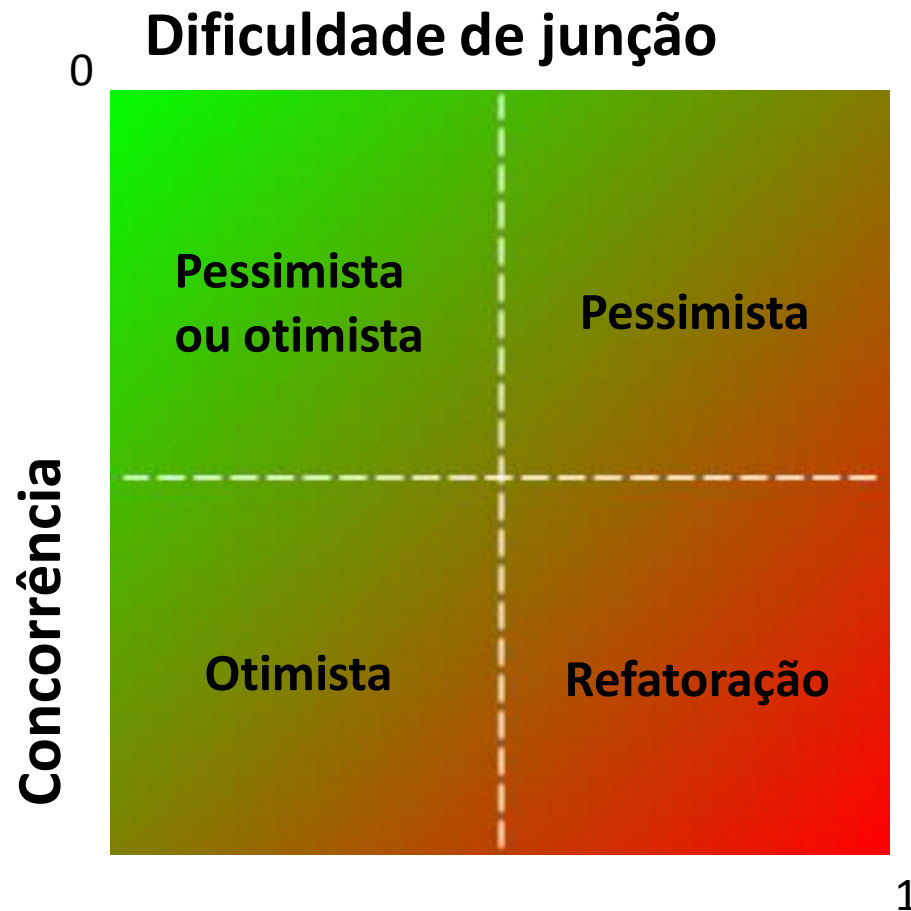 Dificuldade de junção
0
Pessimista
ou otimista
Pessimista
Concorrência
Otimista
Refatoração
1